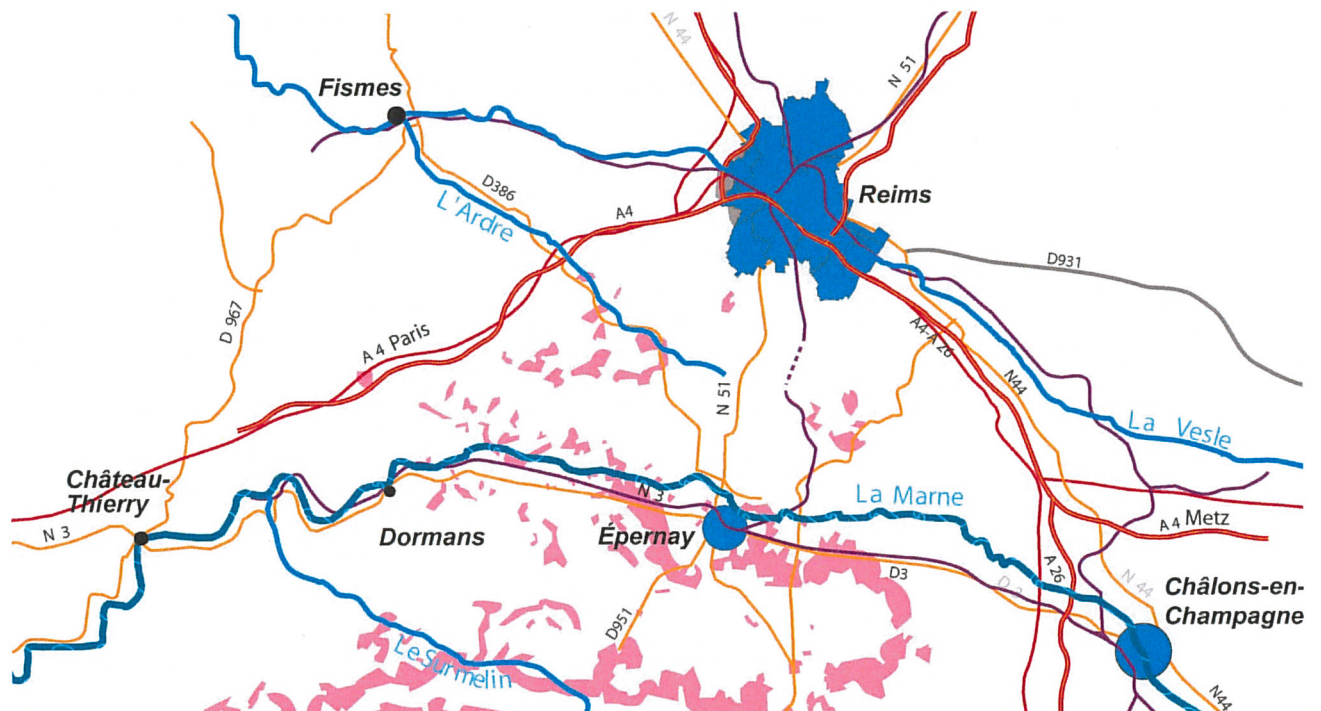 N 44
N 51
Fismes
D386
L'Ardre
Reims
A4
D931
D 967
A 4 Paris
A4-A 26
N44
N 51
La Vesle
Château-
Thierry
N 3
N 3
La Marne
A 4 Metz
Dormans
Épernay
D3
D 3
A 26
N 44
Châlons-en-
Champagne
D951
Le Surmelin
N44